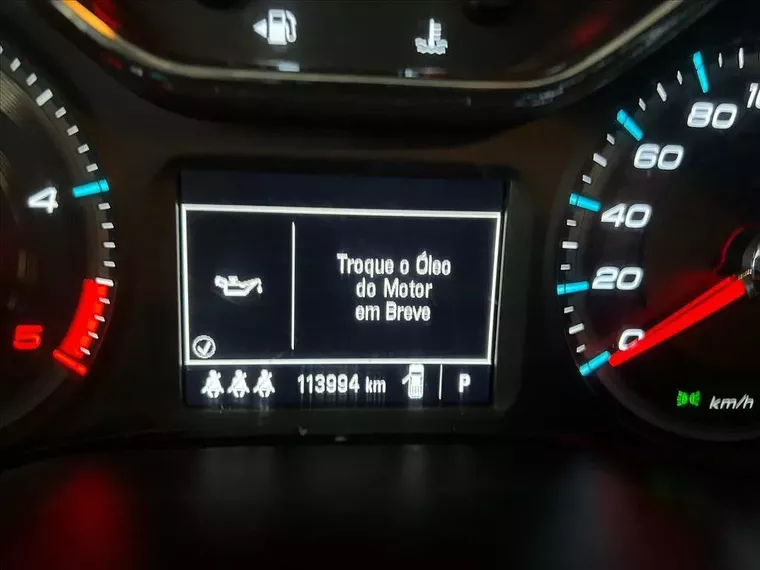 4
5
Troque o Óleo
do Motor
em Breve
113994 km
P
80
60
40
20
0
km/h